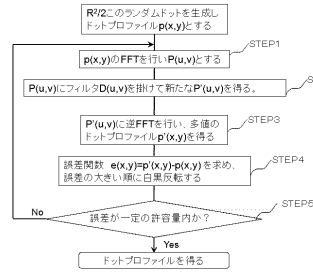 R²/2このランダムドットを生成し
ドットプロファイルp(x,y)とする
STEP1
p(x,y)のFFTを行いP(u,v)とする
S
P(u,v)にフィルタD(u,v)を掛けて新たなP'(u,v)を得る。
STEP3
P'(u,v)に逆FFTを行い、多値の
ドットプロファイルp'(x,y)を得る
STEP4
誤差関数 e(x,y)=p'(x,y)-p(x,y)を求め、
誤差の大きい順に白黒反転する
No
STEP5
誤差が一定の許容量内か?
Yes
ドットプロファイルを得る